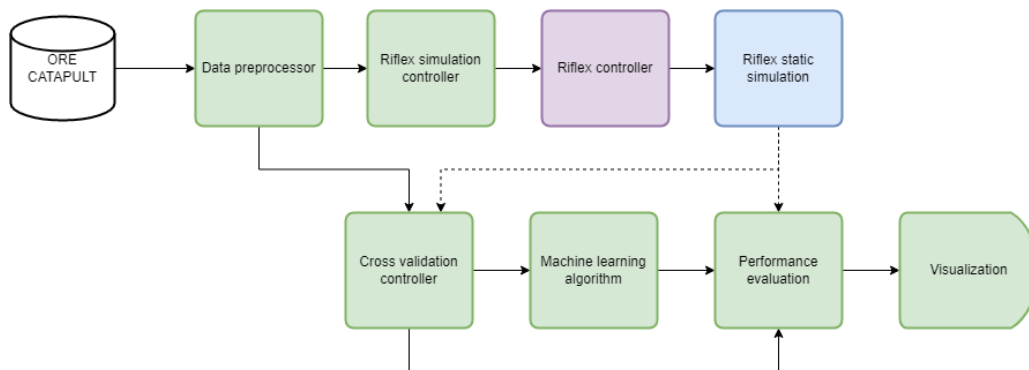 ORE
CATAPULT
Data preprocessor
Riflex simulation
controller
Riflex controller
Riflex static
simulation
Cross validation
controller
Machine learning
algorithm
Performance
evaluation
Visualization